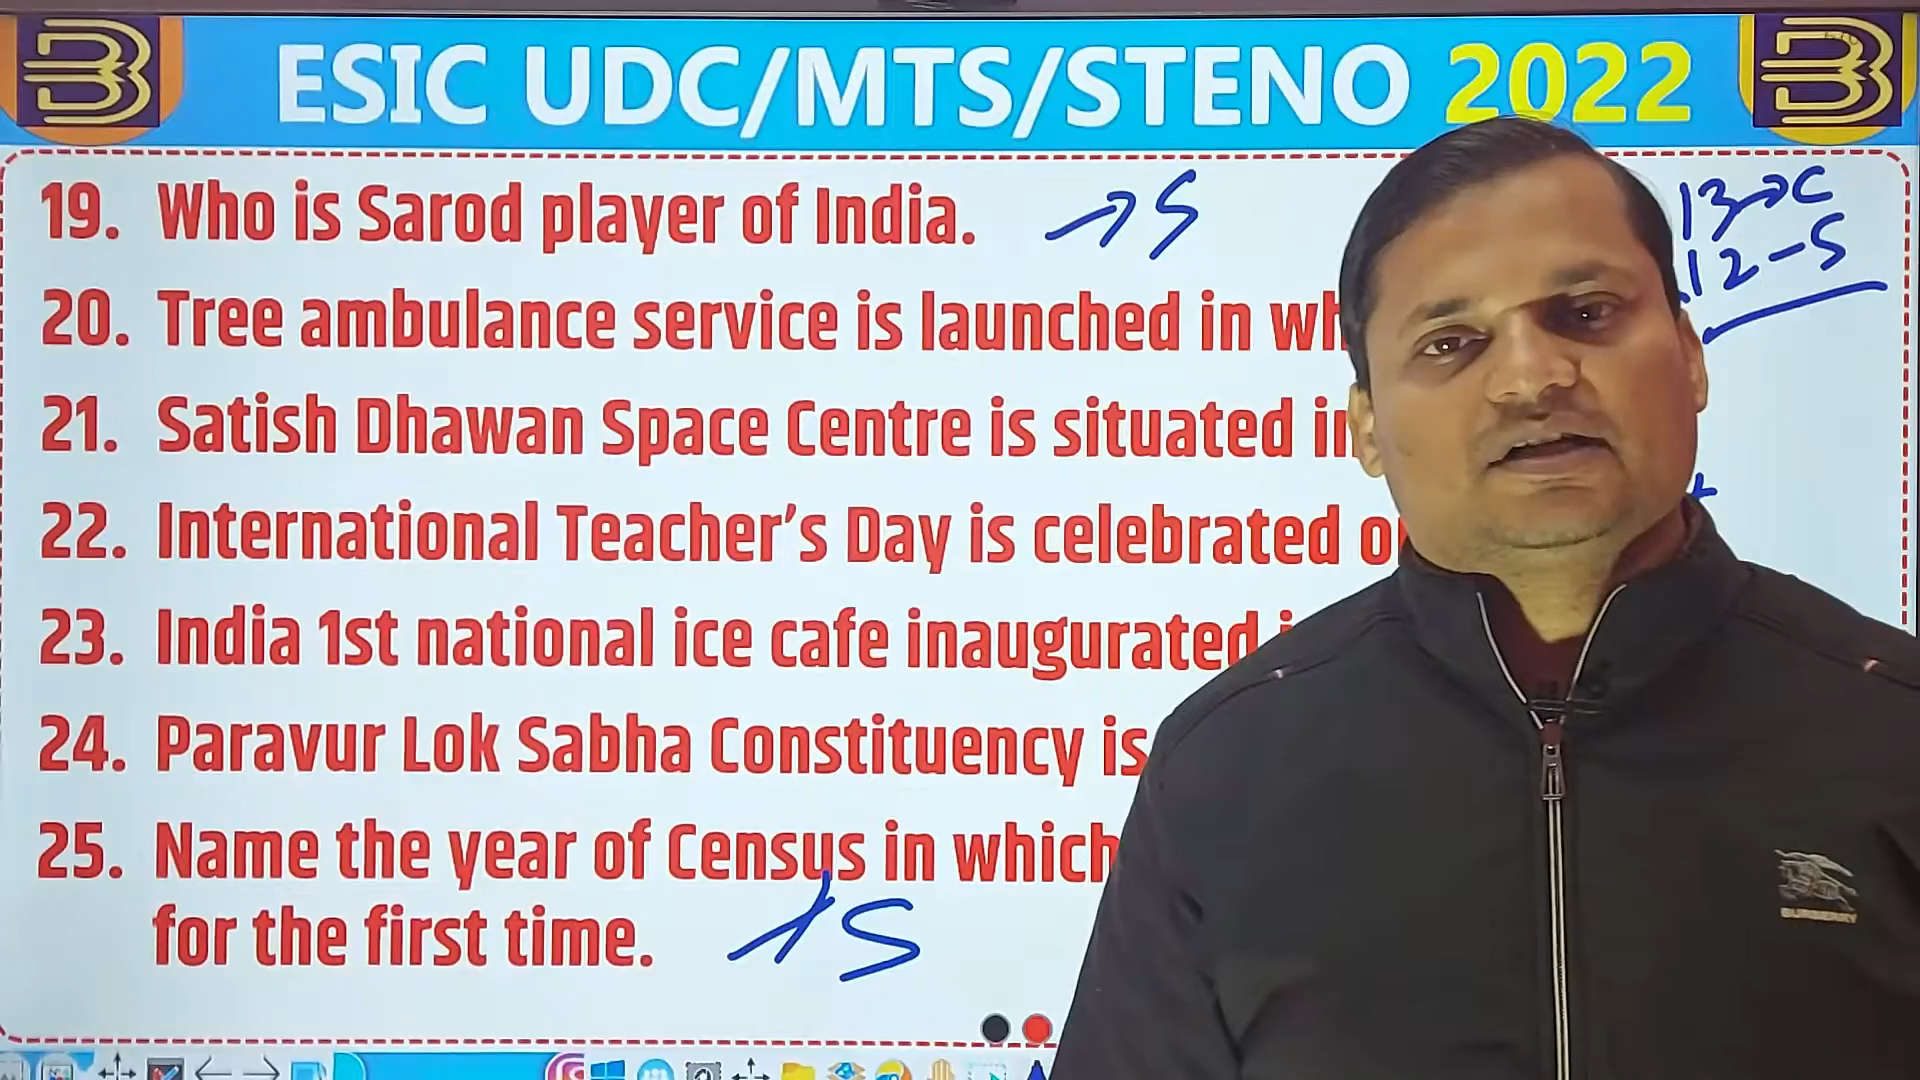 ESIC UDC/MTS/STENO 2022
19. Who is Sarod player of India. →S
13→C
12-S
20. Tree ambulance service is launched in wh
21. Satish Dhawan Space Centre is situated in
22. International Teacher's Day is celebrated o
23. India 1st national ice cafe inaugurated i
24. Paravur Lok Sabha Constituency is
25. Name the year of Census in which
for the first time.
BURBERRY